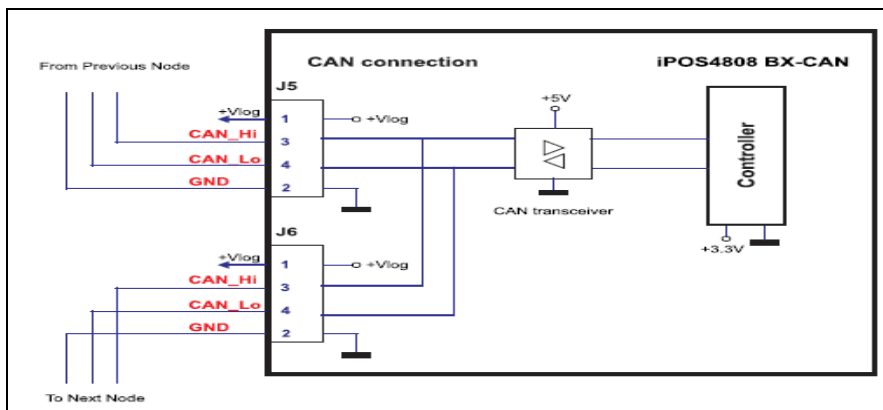 CAN connection
iPOS4808 BX-CAN
From Previous Node
J5
+Vlog
1
+Vlog
CAN_Hi
3
CAN_Lo
4
GND
2
+5V
CAN transceiver
Controller
+3.3V
J6
+Vlog
1
+Vlog
CAN_Hi
3
CAN_Lo
4
GND
2
To Next Node